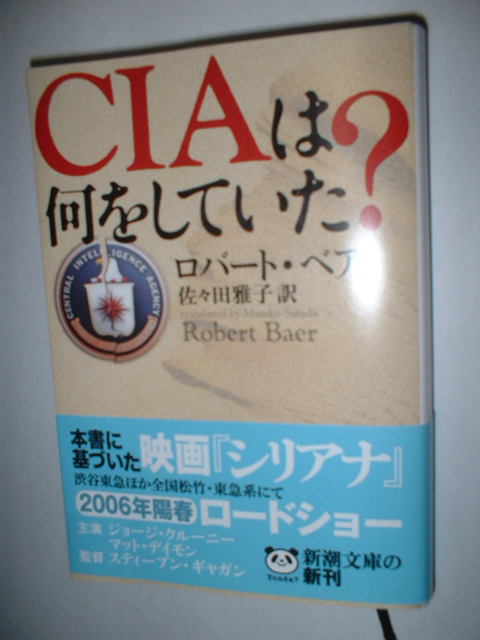 CIAは
何をしていた?
CENTRAL INTELLIGENCE AGENCY
ロバート・ベア
佐々田雅子訳
translated by Masako Sasada
Robert Baer
本書に
基づいた
映画『シリアナ』
渋谷東急ほか全国松竹・東急系にて
2006年陽春ロードショー
主演 ジョージ・クルーニー
マット・デイモン
監督 スティーブン・ギャガン
Yonda?
新潮文庫の
新刊